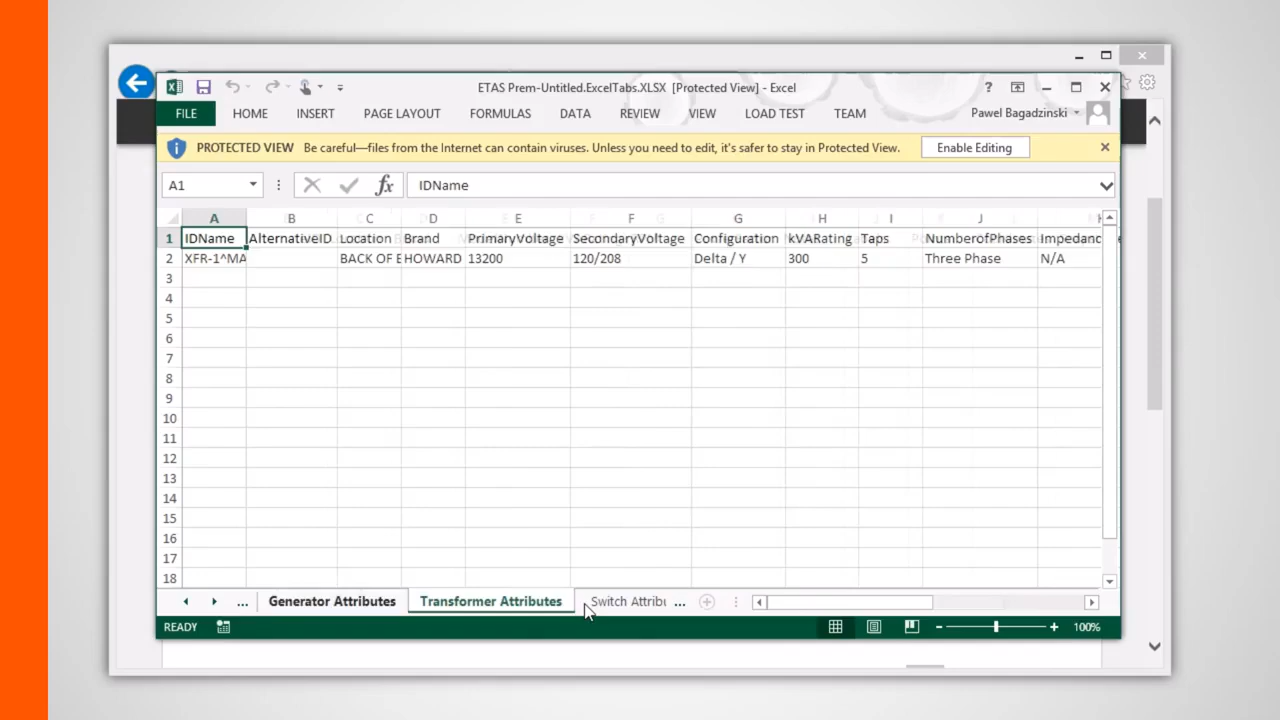 ETAS Prem-Untitled.ExcelTabs.XLSX [Protected View] - Excel
?
FILE HOME INSERT PAGE LAYOUT FORMULAS DATA REVIEW VIEW LOAD TEST TEAM Pawel Bagadzinski
PROTECTED VIEW Be careful—files from the Internet can contain viruses. Unless you need to edit, it's safer to stay in Protected View. Enable Editing
A1 fx IDName
A B C D E F G H I J
1 IDName AlternativeID Location Brand PrimaryVoltage SecondaryVoltage Configuration kVARating Taps NumberofPhases Impedanc
2 XFR-1^MA BACK OF E HOWARD 13200 120/208 Delta / Y 300 5 Three Phase N/A
3
4
5
6
7
8
9
10
11
12
13
14
15
16
17
18
... Generator Attributes Transformer Attributes Switch Attribu ...
READY 100%